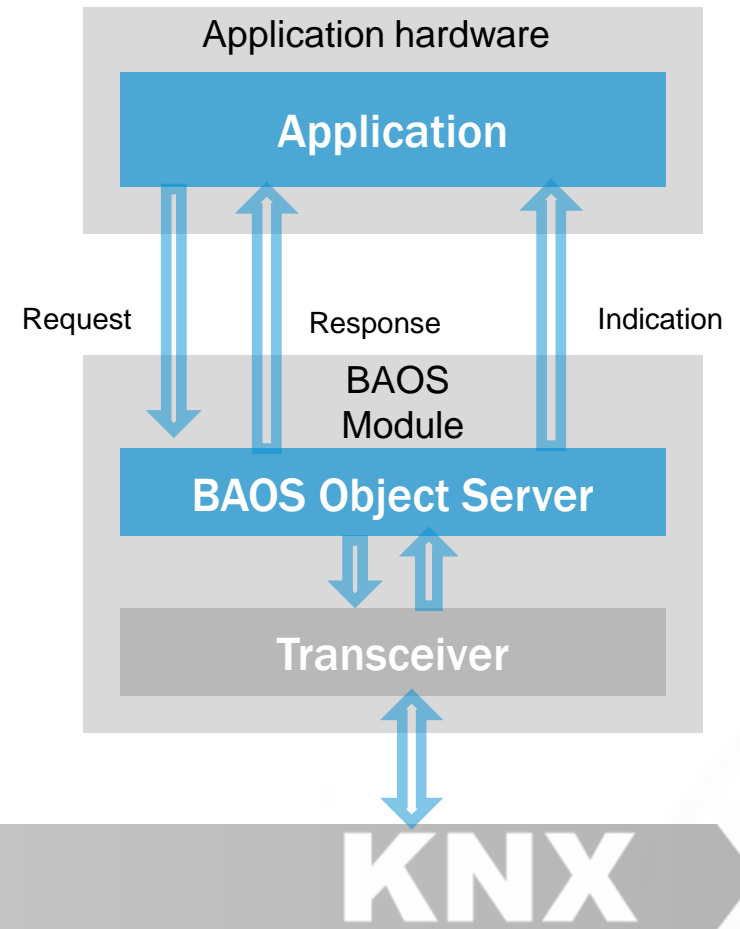 Application hardware
Application
Request
Response
Indication
BAOS
Module
BAOS Object Server
Transceiver
KNX